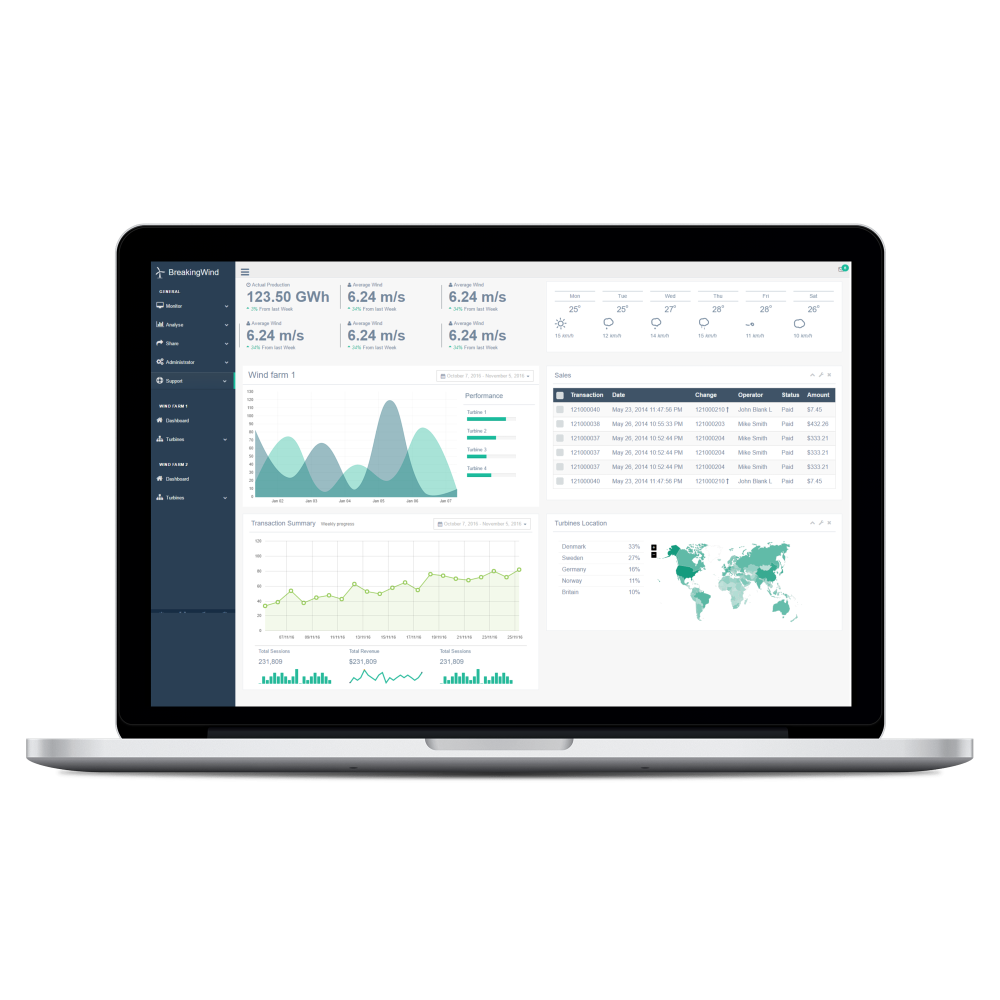 BreakingWind
6
GENERAL
Monitor
Analyse
Share
Administrator
Support
WIND FARM 1
Dashboard
Turbines
WIND FARM 2
Dashboard
Turbines
Actual Production
123.50 GWh
3% From last Week
Average Wind
6.24 m/s
34% From last Week
Average Wind
6.24 m/s
34% From last Week
Average Wind
6.24 m/s
34% From last Week
Average Wind
6.24 m/s
34% From last Week
Average Wind
6.24 m/s
34% From last Week
Mon Tue Wed Thu Fri Sat
25° 25° 27° 28° 28° 26°
15 km/h 12 km/h 14 km/h 15 km/h 11 km/h 10 km/h
Wind farm 1
October 7, 2016 - November 5, 2016
130
120
110
100
90
80
70
60
50
40
30
20
10
0
Jan 02 Jan 03 Jan 04 Jan 05 Jan 06 Jan 07
Performance
Turbine 1
Turbine 2
Turbine 3
Turbine 4
Sales
Transaction Date Change Operator Status Amount
121000040 May 23, 2014 11:47:56 PM 121000210 John Blank L Paid $7.45
121000038 May 26, 2014 10:55:33 PM 121000203 Mike Smith Paid $432.26
121000037 May 26, 2014 10:52:44 PM 121000204 Mike Smith Paid $333.21
121000037 May 26, 2014 10:52:44 PM 121000204 Mike Smith Paid $333.21
121000037 May 26, 2014 10:52:44 PM 121000204 Mike Smith Paid $333.21
121000040 May 23, 2014 11:47:56 PM 121000210 John Blank L Paid $7.45
Transaction Summary Weekly progress
October 7, 2016 - November 5, 2016
120
100
80
60
40
20
0
07/11/16 09/11/16 11/11/16 13/11/16 15/11/16 17/11/16 19/11/16 21/11/16 23/11/16 25/11/16
Total Sessions
231,809
Total Revenue
$231,809
Total Sessions
231,809
Turbines Location
Denmark 33%
Sweden 27%
Germany 16%
Norway 11%
Britain 10%
+
−